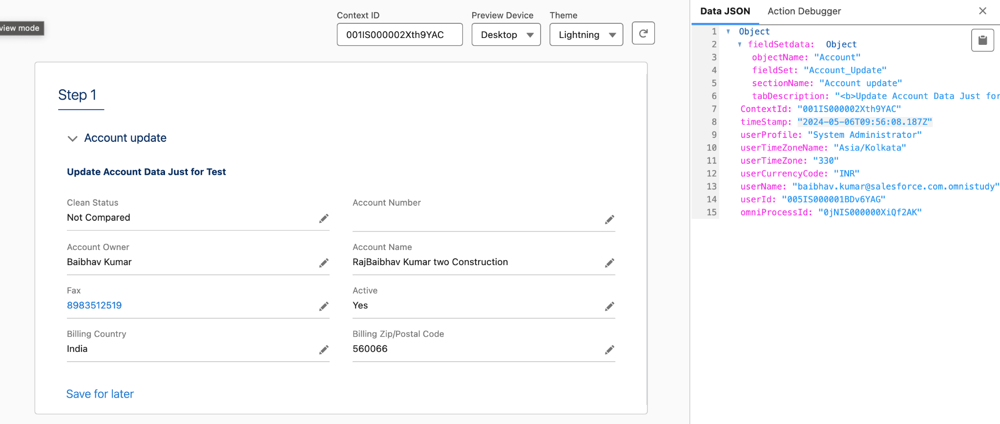 view mode
Context ID
001IS000002Xth9YAC
Preview Device
Desktop
Theme
Lightning
Step 1
Account update
Update Account Data Just for Test
Clean Status
Not Compared
Account Number
Account Owner
Baibhav Kumar
Account Name
RajBaibhav Kumar two Construction
Fax
8983512519
Active
Yes
Billing Country
India
Billing Zip/Postal Code
560066
Save for later
Data JSON Action Debugger
1 Object
2 fieldSetdata: Object
3 objectName: "Account"
4 fieldSet: "Account_Update"
5 sectionName: "Account update"
6 tabDescription: "<b>Update Account Data Just for
7 ContextId: "001IS000002Xth9YAC"
8 timeStamp: "2024-05-06T09:56:08.187Z"
9 userProfile: "System Administrator"
10 userTimeZoneName: "Asia/Kolkata"
11 userTimeZone: "330"
12 userCurrencyCode: "INR"
13 userName: "baibhav.kumar@salesforce.com.omnistudy"
14 userId: "005IS000001BDv6YAG"
15 omniProcessId: "0jNIS000000XiQf2AK"